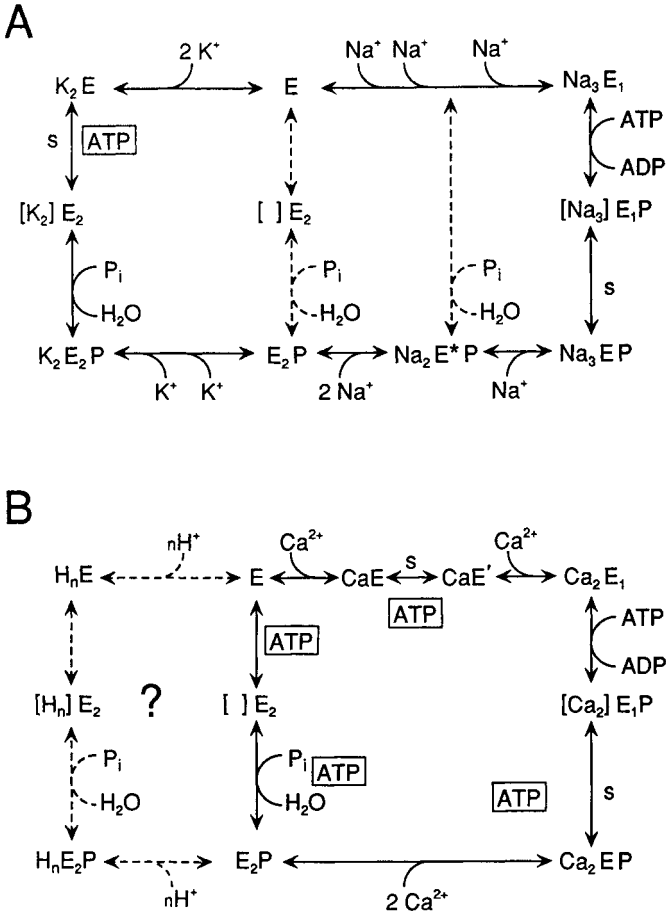 A
2 K⁺ Na⁺ Na⁺ Na⁺
K₂E E Na₃E₁
s ATP ATP
ADP
[K₂] E₂ [ ] E₂ [Na₃] E₁P
Pᵢ Pᵢ Pᵢ s
H₂O H₂O H₂O
K₂E₂P E₂P Na₂E* P Na₃EP
K⁺ K⁺ 2 Na⁺ Na⁺
B
nH⁺ Ca²⁺ s Ca²⁺
HₙE E CaE CaE′ Ca₂E₁
ATP ATP
ATP
ADP
[Hₙ] E₂ ? [ ] E₂ [Ca₂] E₁P
Pᵢ Pᵢ ATP
H₂O H₂O ATP s
HₙE₂P E₂P Ca₂EP
nH⁺ 2 Ca²⁺